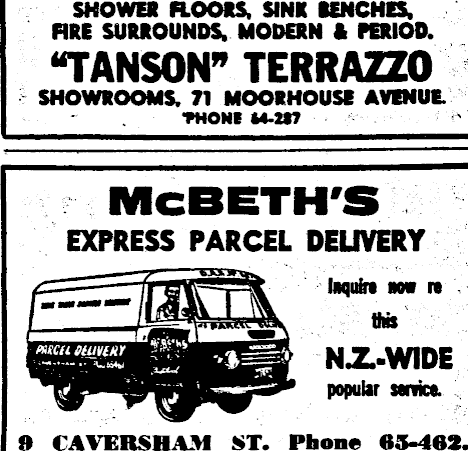 SHOWER FLOORS, SINK BENCHES,
FIRE SURROUNDS, MODERN & PERIOD.
"TANSON" TERRAZZO
SHOWROOMS, 71 MOORHOUSE AVENUE.
'PHONE 64-287
McBETH'S
EXPRESS PARCEL DELIVERY
Inquire now re
this
N.Z.-WIDE
popular service.
PARCEL DELIVERY
9 CAVERSHAM ST. Phone 65-462.